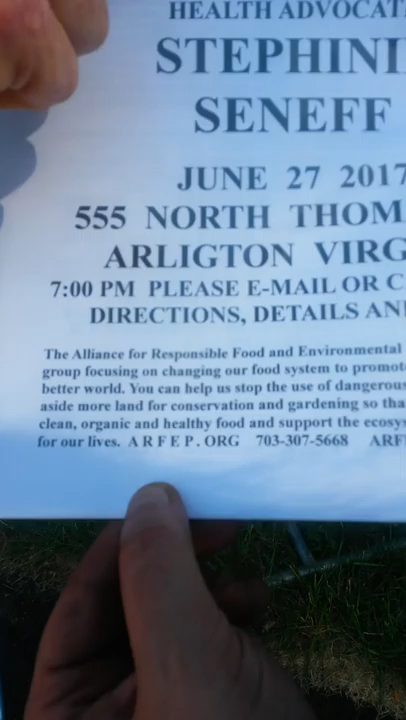 HEALTH ADVOCAT
STEPHINI
SENEFF
JUNE 27 2017
555 NORTH THOM
ARLIGTON VIRG
7:00 PM PLEASE E-MAIL OR C
DIRECTIONS, DETAILS AN
The Alliance for Responsible Food and Environmental
group focusing on changing our food system to promot
better world. You can help us stop the use of dangerous
aside more land for conservation and gardening so tha
clean, organic and healthy food and support the ecosys
for our lives. A R F E P . ORG 703-307-5668 ARF